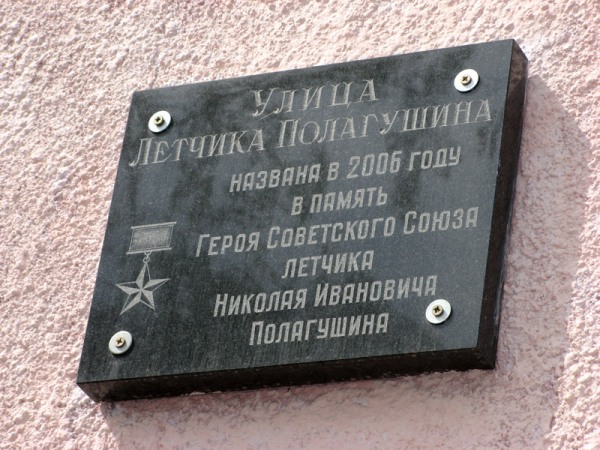 Улица
Летчика Полагушина
названа в 2006 году
в память
Героя Советского Союза
летчика
Николая Ивановича
Полагушина